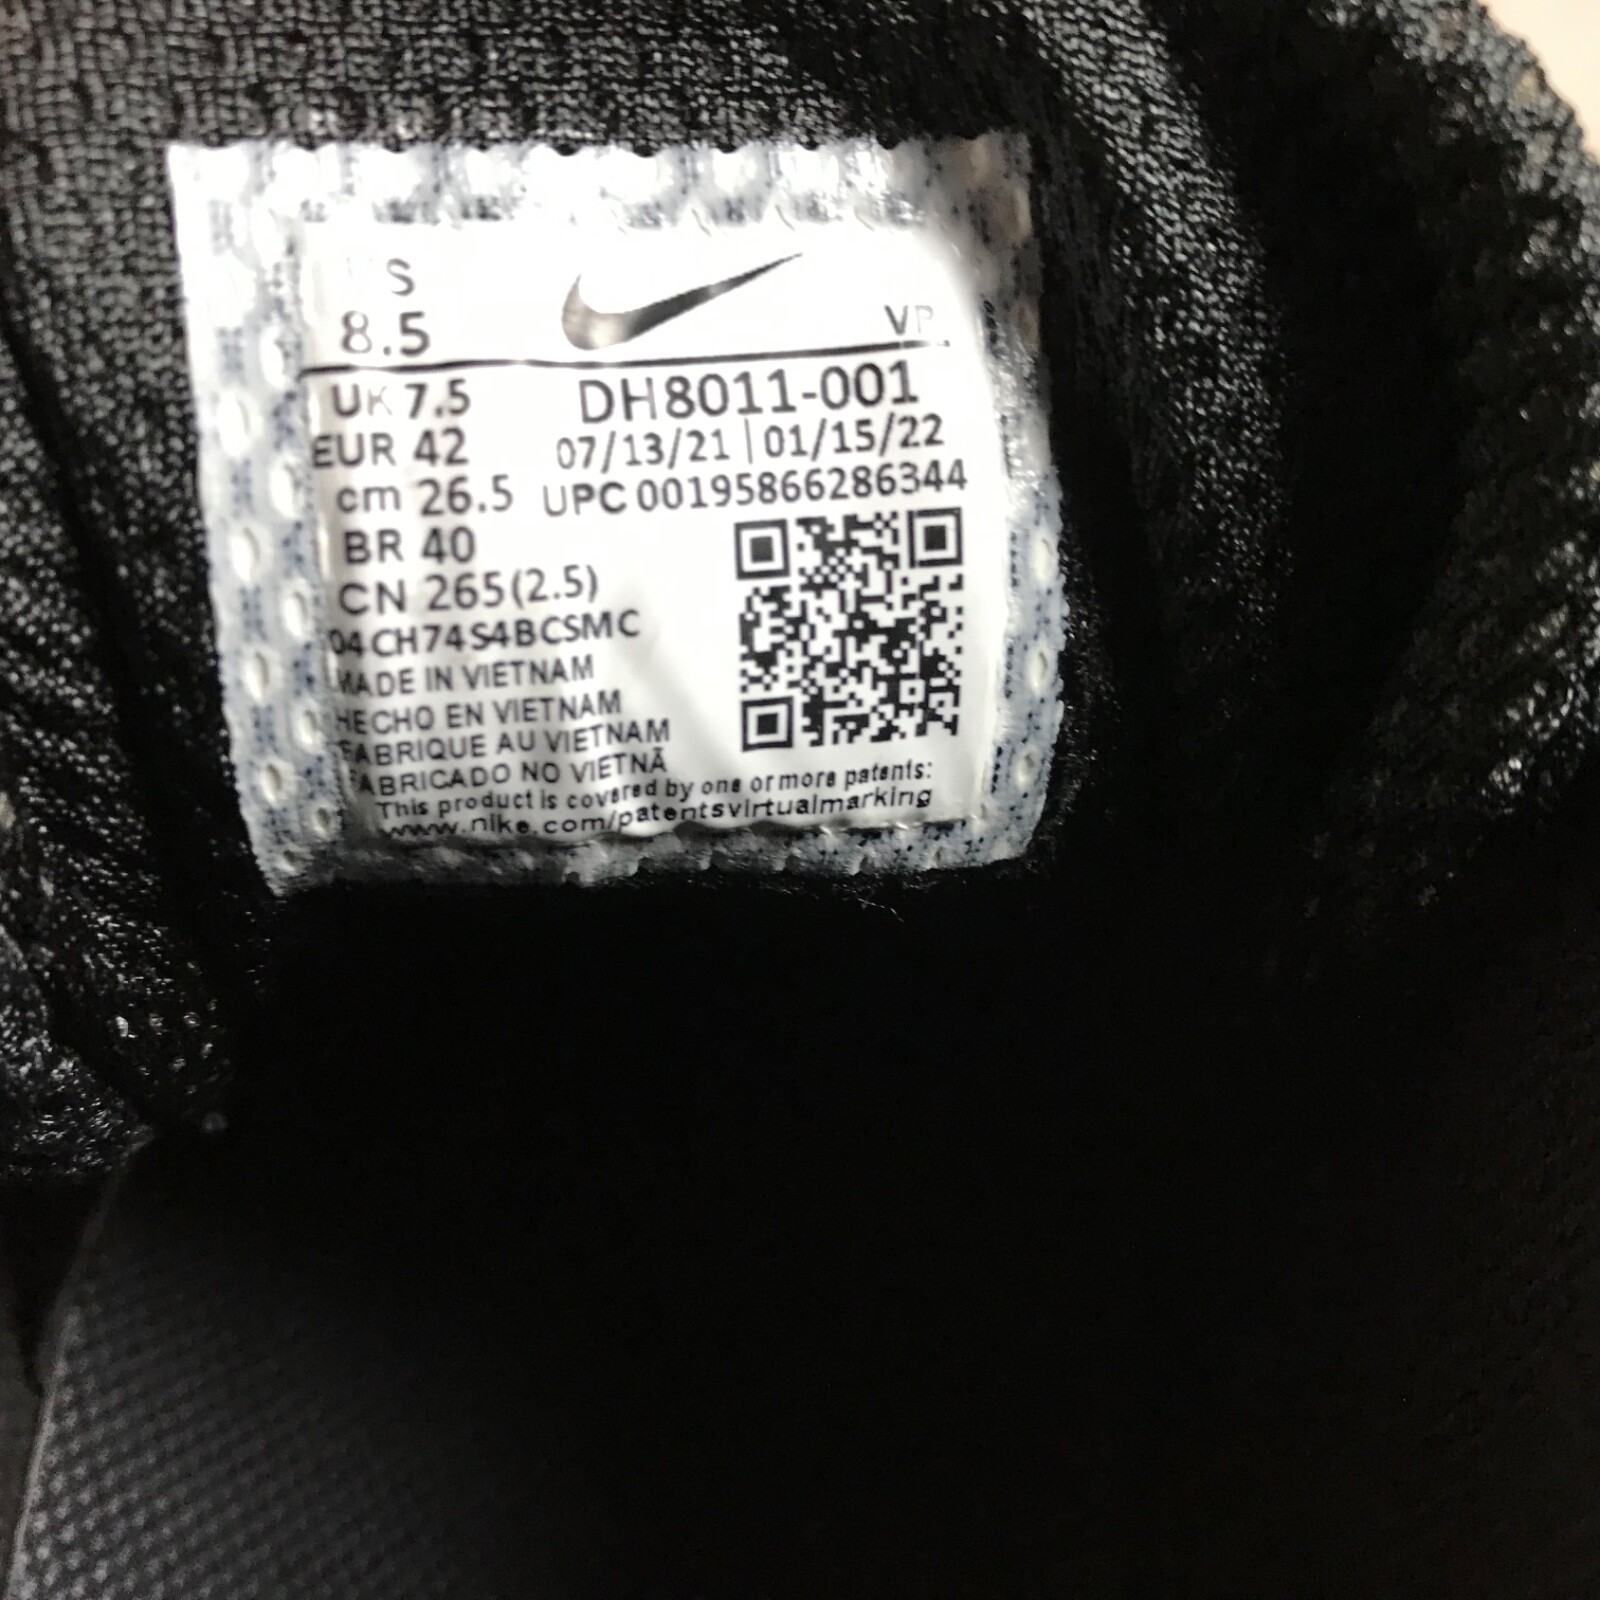 US
8.5
VP
UK 7.5
DH8011-001
EUR 42
07/13/21 | 01/15/22
cm 26.5
UPC 00195866286344
BR 40
CN 265(2.5)
04CH74S4BCSMC
MADE IN VIETNAM
HECHO EN VIETNAM
FABRIQUE AU VIETNAM
FABRICADO NO VIETNÃ
This product is covered by one or more patents:
www.nike.com/patentsvirtualmarking